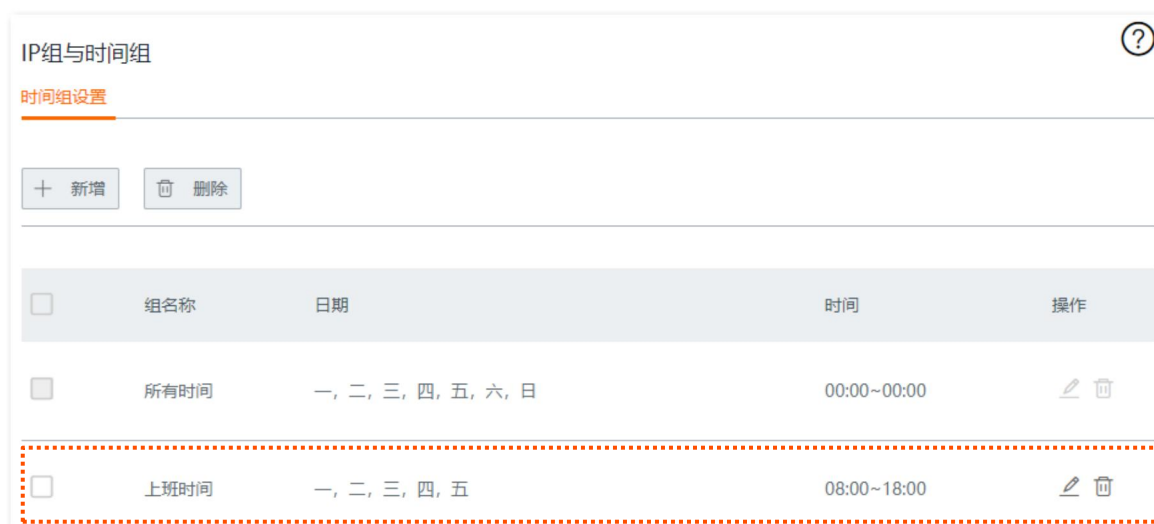 IP组与时间组
?
时间组设置
新增 删除
组名称 日期 时间 操作
所有时间 一, 二, 三, 四, 五, 六, 日 00:00~00:00
上班时间 一, 二, 三, 四, 五 08:00~18:00